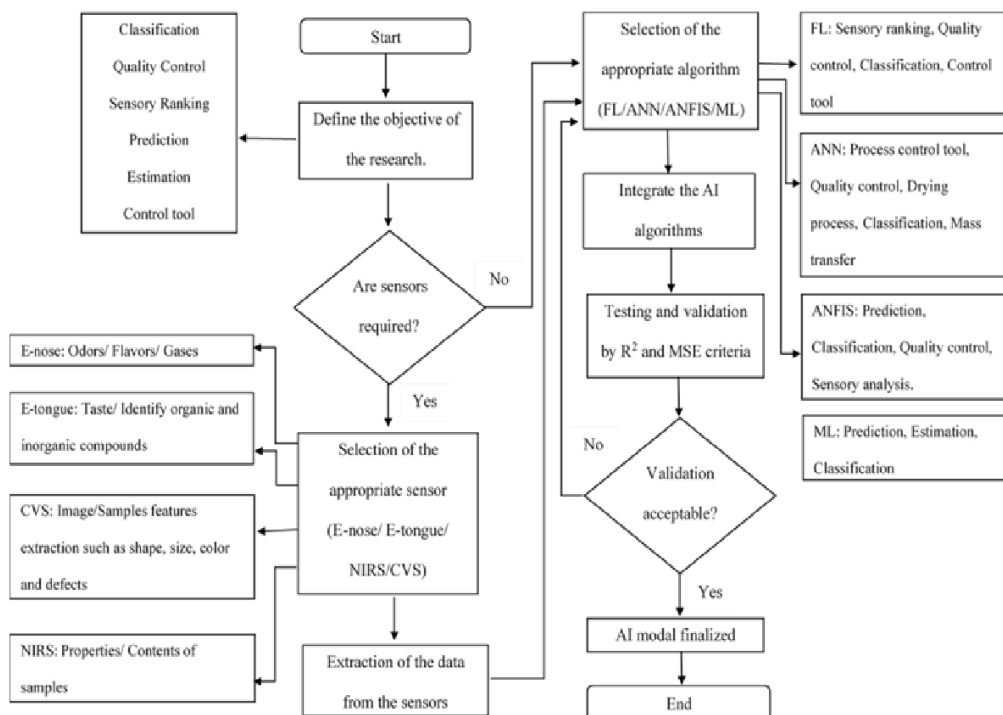 Classification
Quality Control
Sensory Ranking
Prediction
Estimation
Control tool
Start
Define the objective of
the research.
Are sensors
required?
No
Yes
E-nose: Odors/ Flavors/ Gases
E-tongue: Taste/ Identify organic and
inorganic compounds
CVS: Image/Samples features
extraction such as shape, size, color
and defects
NIRS: Properties/ Contents of
samples
Selection of the
appropriate sensor
(E-nose/ E-tongue/
NIRS/CVS)
Extraction of the data
from the sensors
Selection of the
appropriate algorithm
(FL/ANN/ANFIS/ML)
Integrate the AI
algorithms
Testing and validation
by R² and MSE criteria
No
Validation
acceptable?
Yes
AI modal finalized
End
FL: Sensory ranking, Quality
control, Classification, Control
tool
ANN: Process control tool,
Quality control, Drying
process, Classification, Mass
transfer
ANFIS: Prediction,
Classification, Quality control,
Sensory analysis.
ML: Prediction, Estimation,
Classification